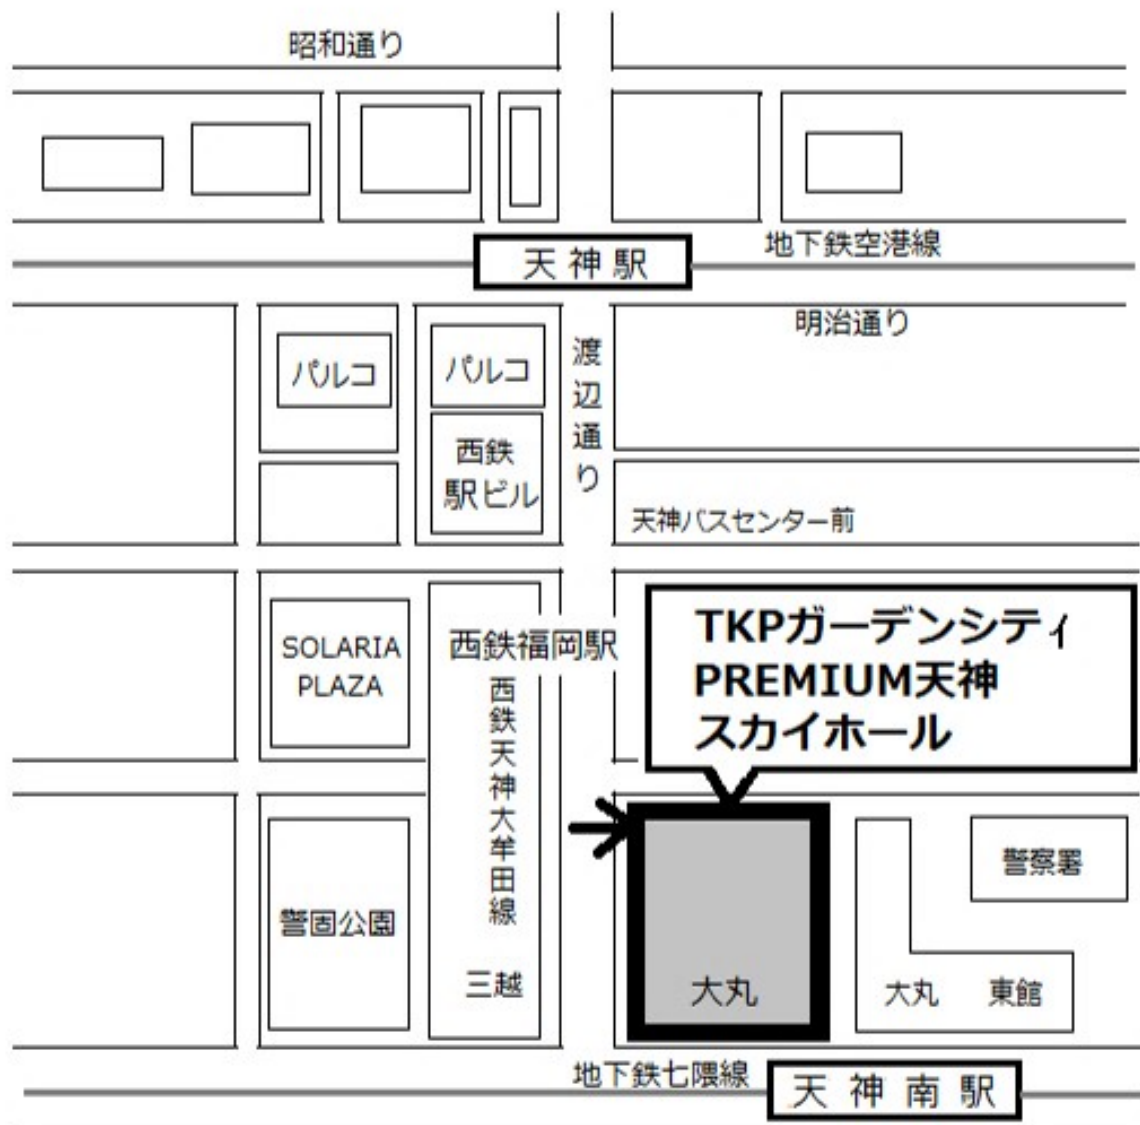 昭和通り
地下鉄空港線
天神駅
明治通り
渡辺通り
パルコ
パルコ
西鉄
駅ビル
天神バスセンター前
TKPガーデンシティ
PREMIUM天神
スカイホール
SOLARIA
PLAZA
西鉄福岡駅
西鉄天神大牟田線
警察署
警固公園
三越
大丸
大丸 東館
地下鉄七隈線
天神南駅